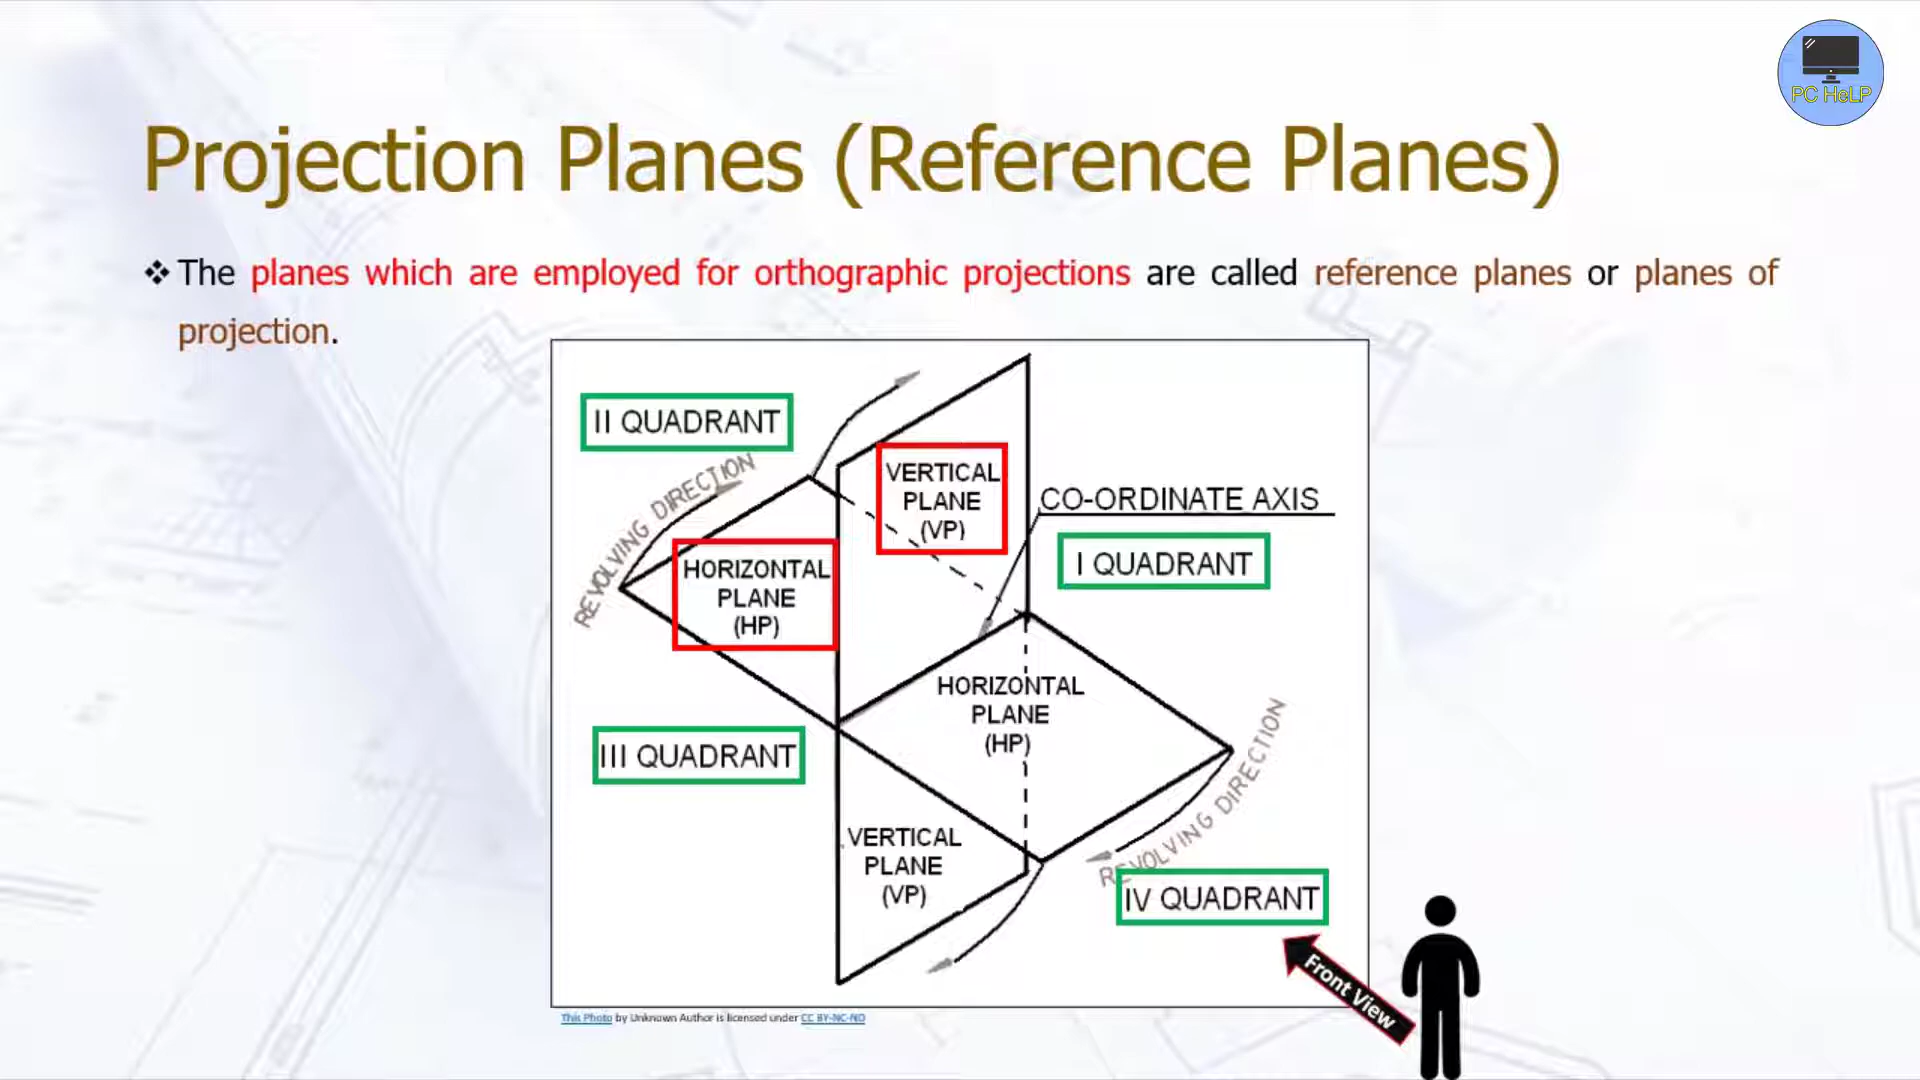 PC HeLP
Projection Planes (Reference Planes)
❖ The planes which are employed for orthographic projections are called reference planes or planes of
projection.
II QUADRANT
REVOLVING DIRECTION
VERTICAL
PLANE
(VP)
CO-ORDINATE AXIS
I QUADRANT
HORIZONTAL
PLANE
(HP)
HORIZONTAL
PLANE
(HP)
III QUADRANT
REVOLVING DIRECTION
VERTICAL
PLANE
(VP)
IV QUADRANT
Front View
This Photo by Unknown Author is licensed under CC BY-NC-ND